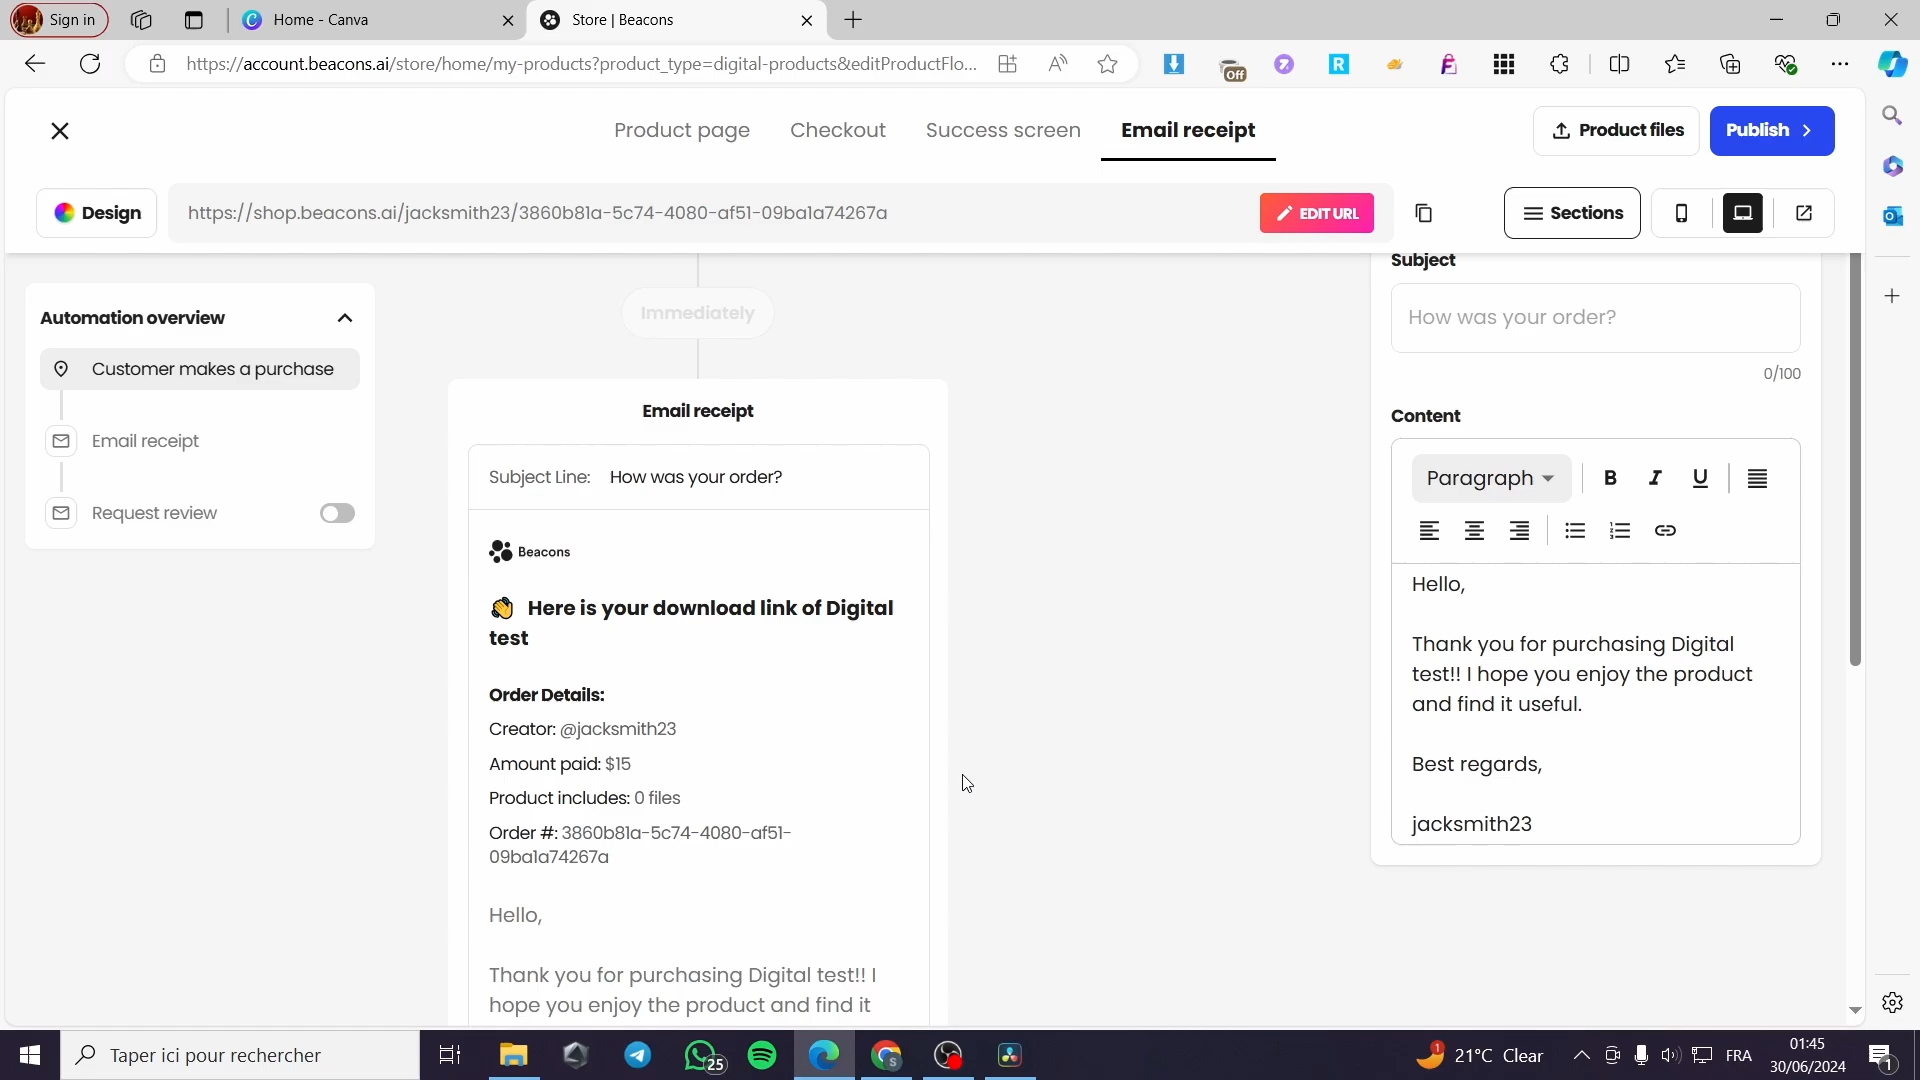 Sign in
Home - Canva
Store | Beacons
https://account.beacons.ai/store/home/my-products?product_type=digital-products&editProductFlo...
Off
Product page
Checkout
Success screen
Email receipt
Product files
Publish
Design
https://shop.beacons.ai/jacksmith23/3860b81a-5c74-4080-af51-09ba1a74267a
EDIT URL
Sections
Automation overview
Customer makes a purchase
Email receipt
Request review
Immediately
Email receipt
Subject Line: How was your order?
Beacons
👋 Here is your download link of Digital
test
Order Details:
Creator: @jacksmith23
Amount paid: $15
Product includes: 0 files
Order #: 3860b81a-5c74-4080-af51-
09ba1a74267a
Hello,
Thank you for purchasing Digital test!! I
hope you enjoy the product and find it
Subject
How was your order?
0/100
Content
Paragraph
B I U
Hello,
Thank you for purchasing Digital
test!! I hope you enjoy the product
and find it useful.
Best regards,
jacksmith23
Taper ici pour rechercher
25
1
21°C Clear
FRA
01:45
30/06/2024
1